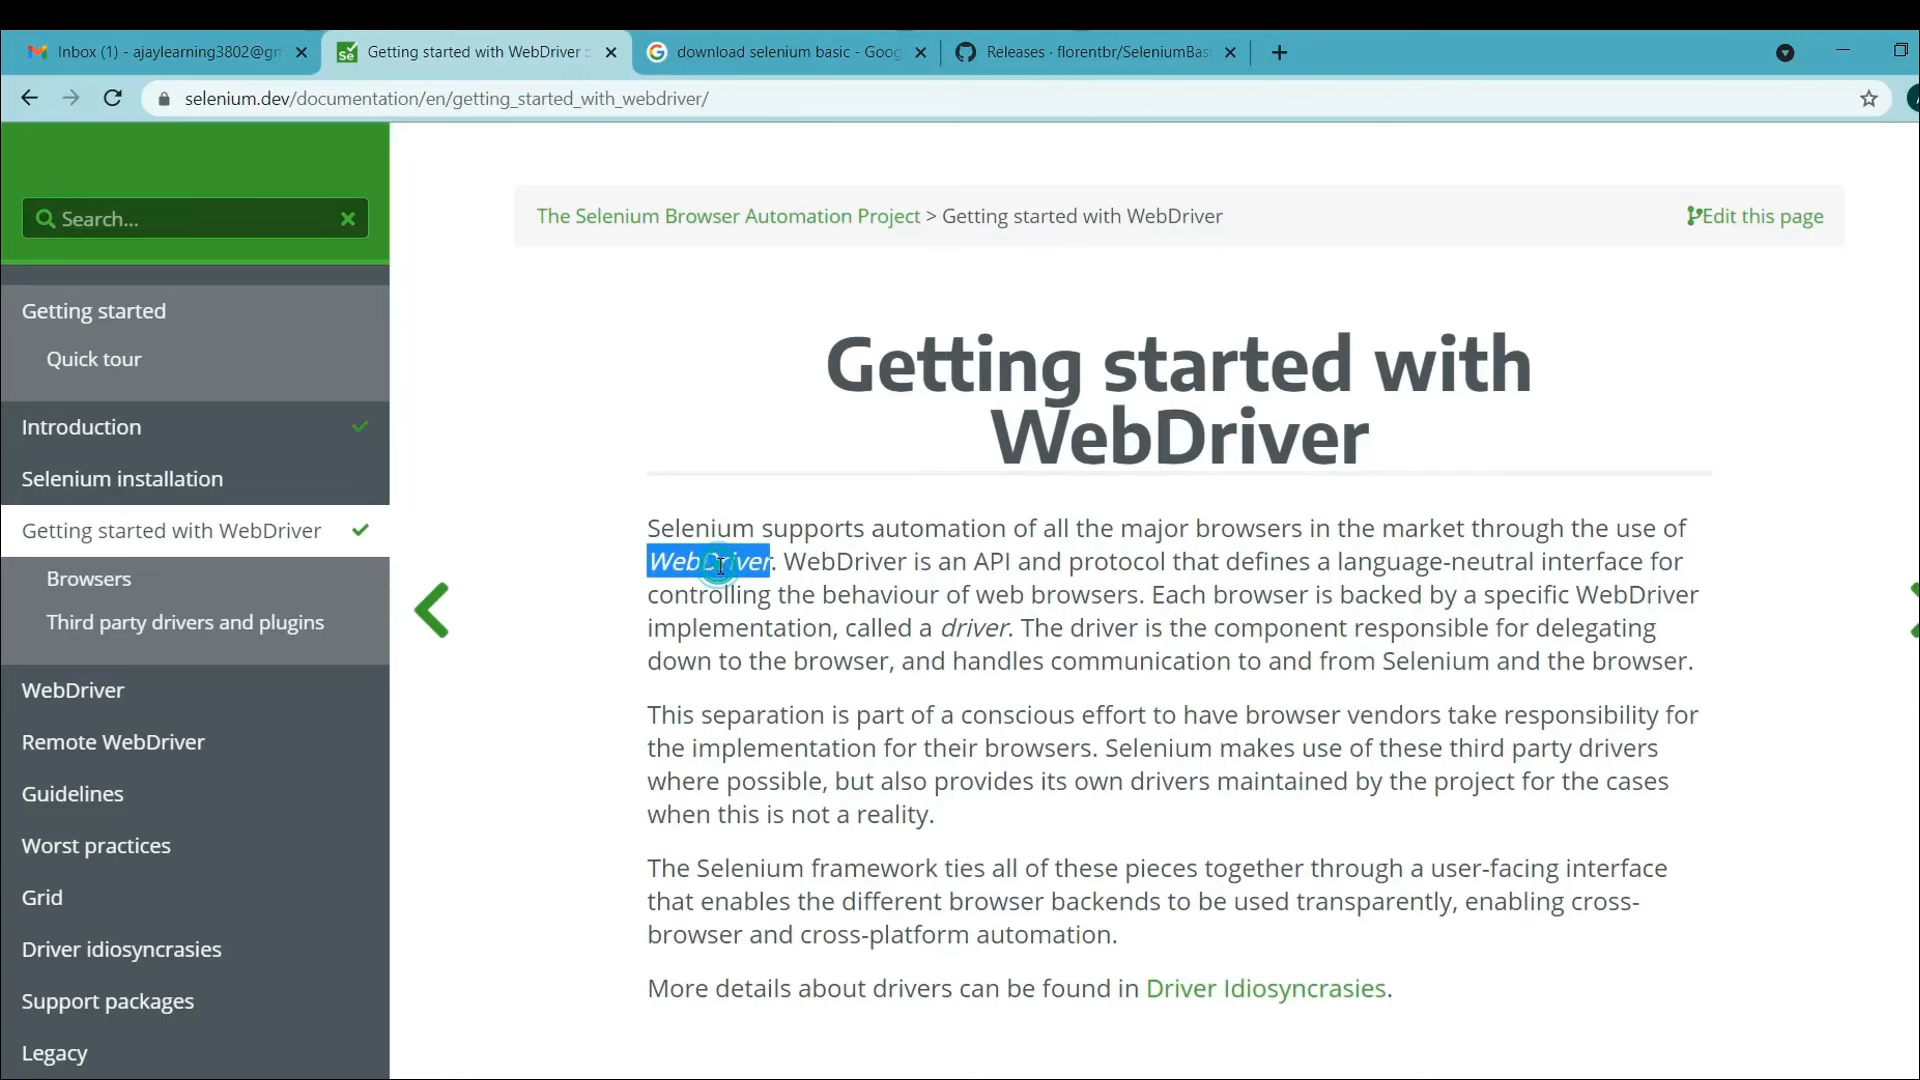 Inbox (1) - ajaylearning3802@gm
Getting started with WebDriver :
download selenium basic - Goog
Releases · florentbr/SeleniumBas
selenium.dev/documentation/en/getting_started_with_webdriver/
Search...
Getting started
Quick tour
Introduction
Selenium installation
Getting started with WebDriver
Browsers
Third party drivers and plugins
WebDriver
Remote WebDriver
Guidelines
Worst practices
Grid
Driver idiosyncrasies
Support packages
Legacy
The Selenium Browser Automation Project > Getting started with WebDriver
Edit this page
Getting started with
WebDriver
Selenium supports automation of all the major browsers in the market through the use of
WebDriver. WebDriver is an API and protocol that defines a language-neutral interface for
controlling the behaviour of web browsers. Each browser is backed by a specific WebDriver
implementation, called a driver. The driver is the component responsible for delegating
down to the browser, and handles communication to and from Selenium and the browser.
This separation is part of a conscious effort to have browser vendors take responsibility for
the implementation for their browsers. Selenium makes use of these third party drivers
where possible, but also provides its own drivers maintained by the project for the cases
when this is not a reality.
The Selenium framework ties all of these pieces together through a user-facing interface
that enables the different browser backends to be used transparently, enabling cross-
browser and cross-platform automation.
More details about drivers can be found in Driver Idiosyncrasies.